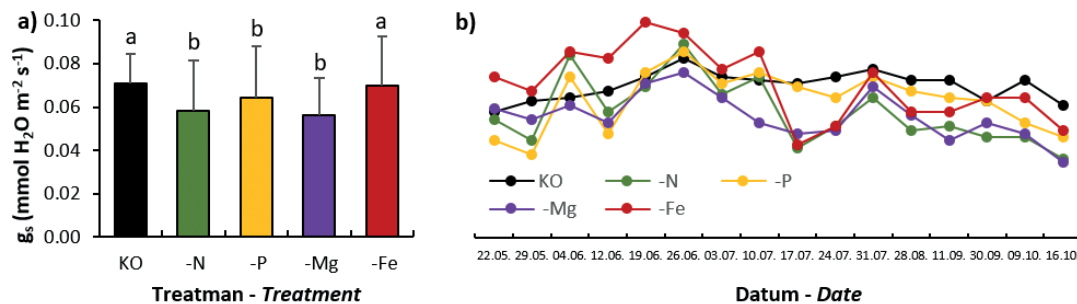 a)
gs (mmol H2O m-2 s-1)
0.10
0.08
0.06
0.04
0.02
0.00
a
b
b
b
a
KO -N -P -Mg -Fe
Treatman - Treatment
b)
KO -N -P
-Mg -Fe
22.05. 29.05. 04.06. 12.06. 19.06. 26.06. 03.07. 10.07. 17.07. 24.07. 31.07. 28.08. 11.09. 30.09. 09.10. 16.10.
Datum - Date